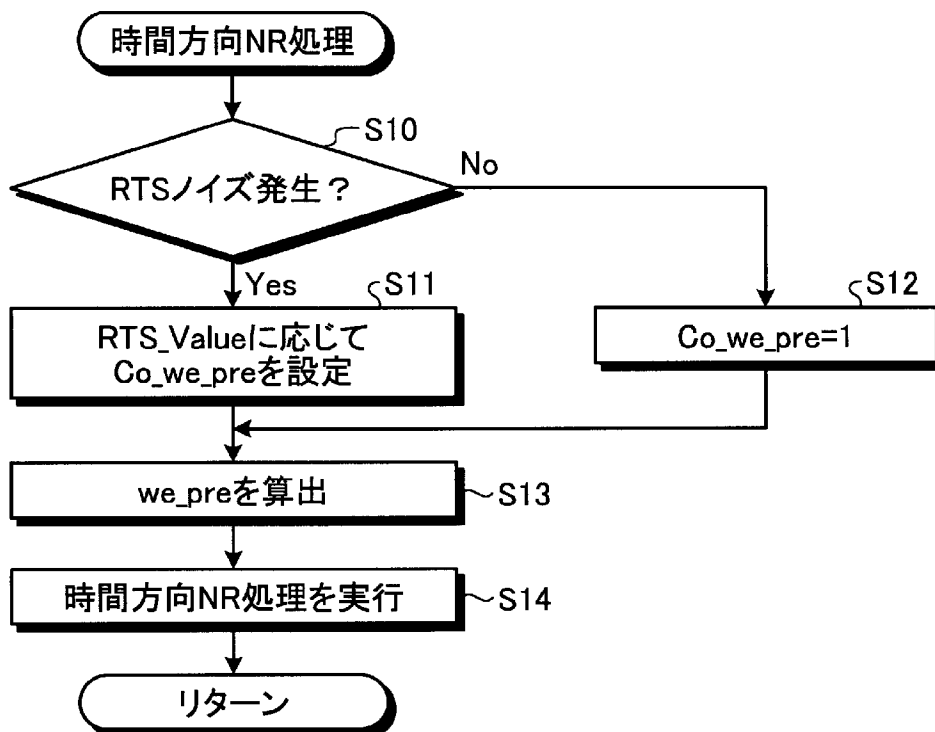 時間方向NR処理
S10
RTSノイズ発生？
No
Yes
S11
RTS_Valueに応じて
Co_we_preを設定
S12
Co_we_pre=1
we_preを算出
S13
時間方向NR処理を実行
S14
リターン